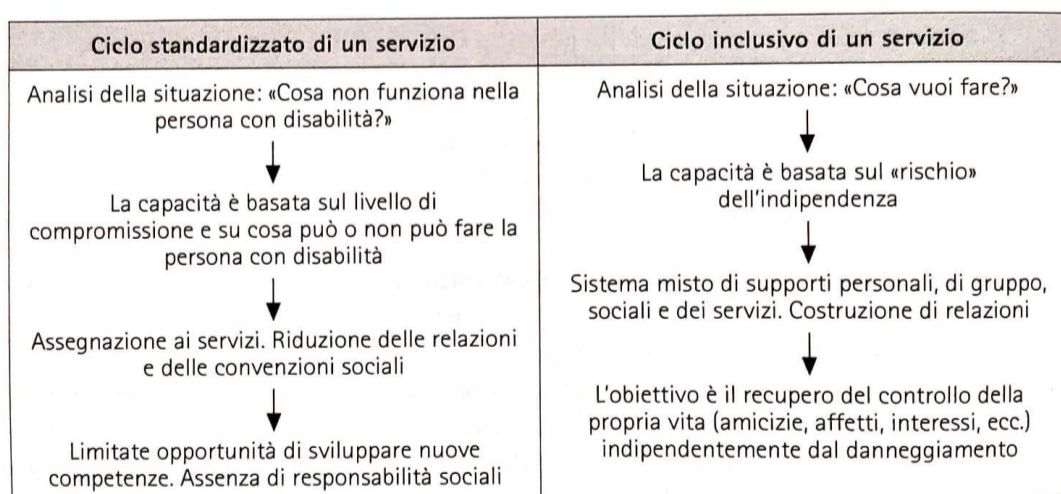 Ciclo standardizzato di un servizio
Analisi della situazione: «Cosa non funziona nella
persona con disabilità?»
La capacità è basata sul livello di
compromissione e su cosa può o non può fare la
persona con disabilità
Assegnazione ai servizi. Riduzione delle relazioni
e delle convenzioni sociali
Limitate opportunità di sviluppare nuove
competenze. Assenza di responsabilità sociali
Ciclo inclusivo di un servizio
Analisi della situazione: «Cosa vuoi fare?»
La capacità è basata sul «rischio»
dell'indipendenza
Sistema misto di supporti personali, di gruppo,
sociali e dei servizi. Costruzione di relazioni
L'obiettivo è il recupero del controllo della
propria vita (amicizie, affetti, interessi, ecc.)
indipendentemente dal danneggiamento